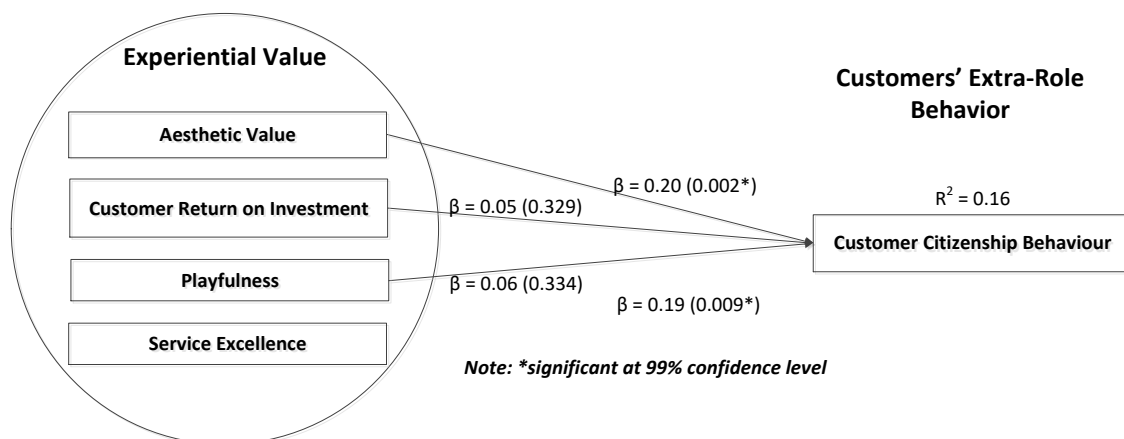 Experiential Value
Customers’ Extra-Role
Behavior
Aesthetic Value
β = 0.20 (0.002*)
R² = 0.16
Customer Return on Investment
β = 0.05 (0.329)
Customer Citizenship Behaviour
Playfulness
β = 0.06 (0.334)
β = 0.19 (0.009*)
Service Excellence
Note: *significant at 99% confidence level